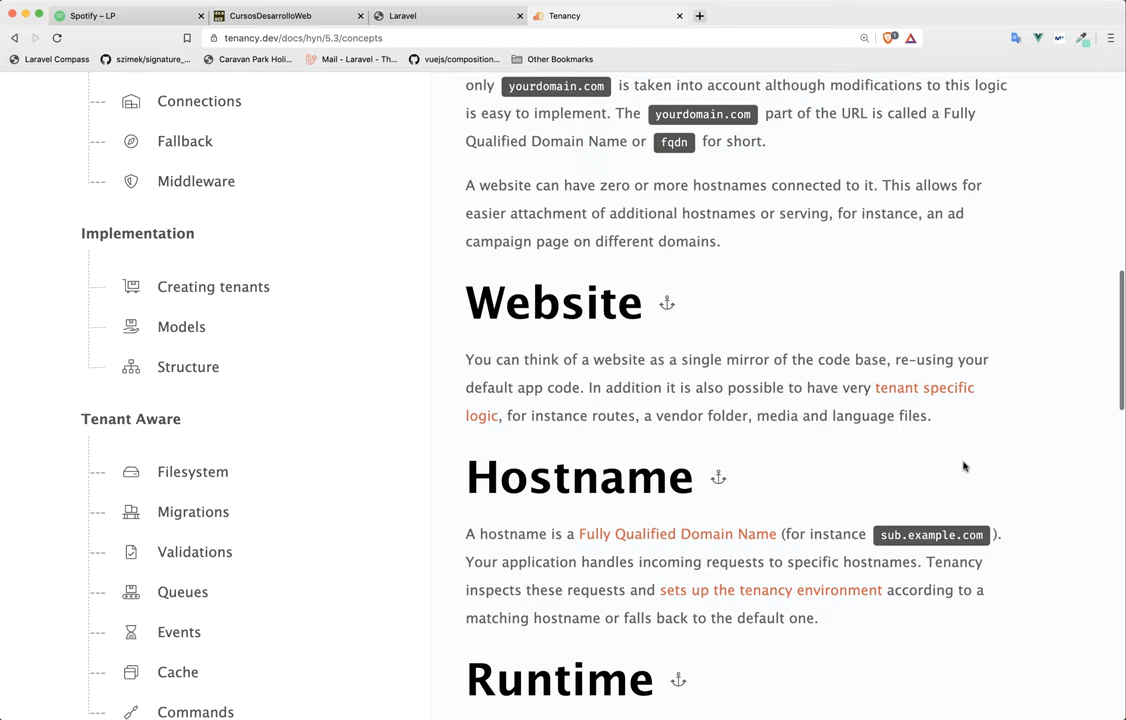 Spotify – LP
CursosDesarrolloWeb
Laravel
Tenancy
tenancy.dev/docs/hyn/5.3/concepts
1
Laravel Compass
szimek/signature_...
Caravan Park Holi...
Mail - Laravel - Th...
vuejs/composition...
Other Bookmarks
Connections
Fallback
Middleware
Implementation
Creating tenants
Models
Structure
Tenant Aware
Filesystem
Migrations
Validations
Queues
Events
Cache
Commands
only yourdomain.com is taken into account although modifications to this logic
is easy to implement. The yourdomain.com part of the URL is called a Fully
Qualified Domain Name or fqdn for short.
A website can have zero or more hostnames connected to it. This allows for
easier attachment of additional hostnames or serving, for instance, an ad
campaign page on different domains.
Website
You can think of a website as a single mirror of the code base, re-using your
default app code. In addition it is also possible to have very tenant specific
logic, for instance routes, a vendor folder, media and language files.
Hostname
A hostname is a Fully Qualified Domain Name (for instance sub.example.com ).
Your application handles incoming requests to specific hostnames. Tenancy
inspects these requests and sets up the tenancy environment according to a
matching hostname or falls back to the default one.
Runtime